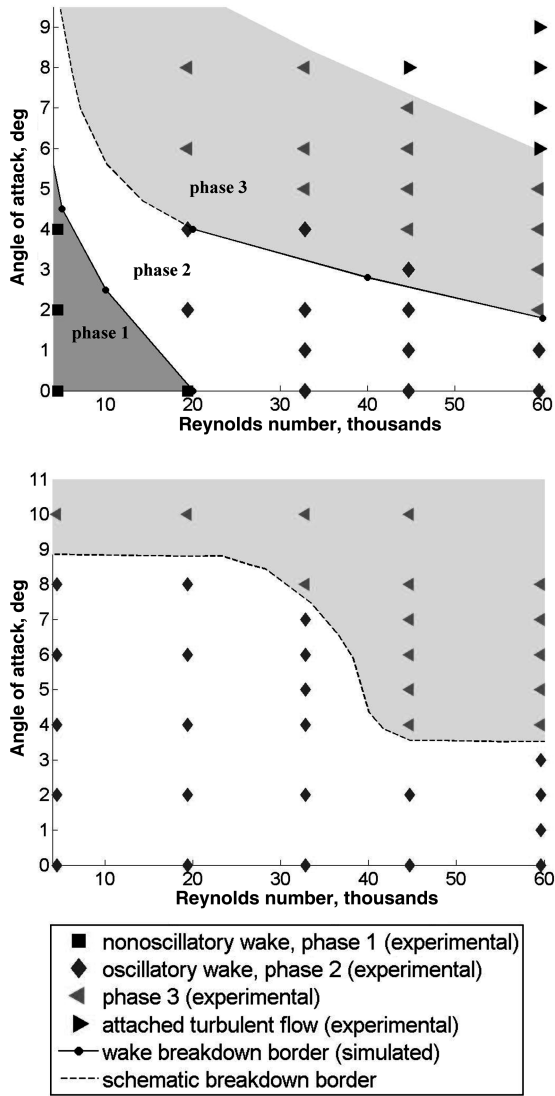 9
8
7
6
5
4
3
2
1
0
Angle of attack, deg
phase 3
phase 2
phase 1
10 20 30 40 50 60
Reynolds number, thousands
11
10
9
8
7
6
5
4
3
2
1
0
Angle of attack, deg
10 20 30 40 50 60
Reynolds number, thousands
nonoscillatory wake, phase 1 (experimental)
oscillatory wake, phase 2 (experimental)
phase 3 (experimental)
attached turbulent flow (experimental)
wake breakdown border (simulated)
schematic breakdown border